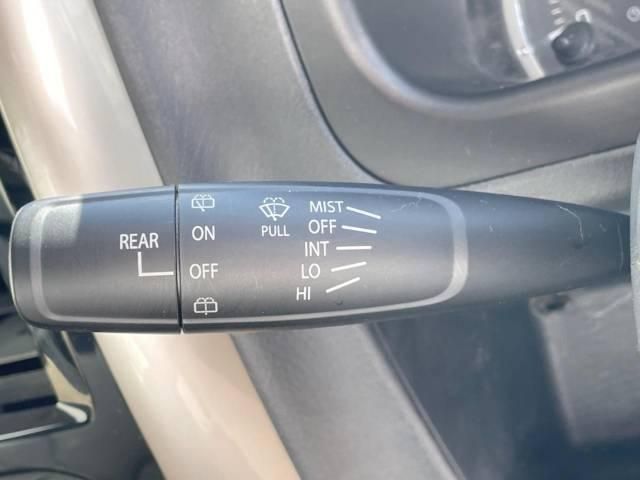 REAR
ON
OFF
PULL
MIST
OFF
INT
LO
HI